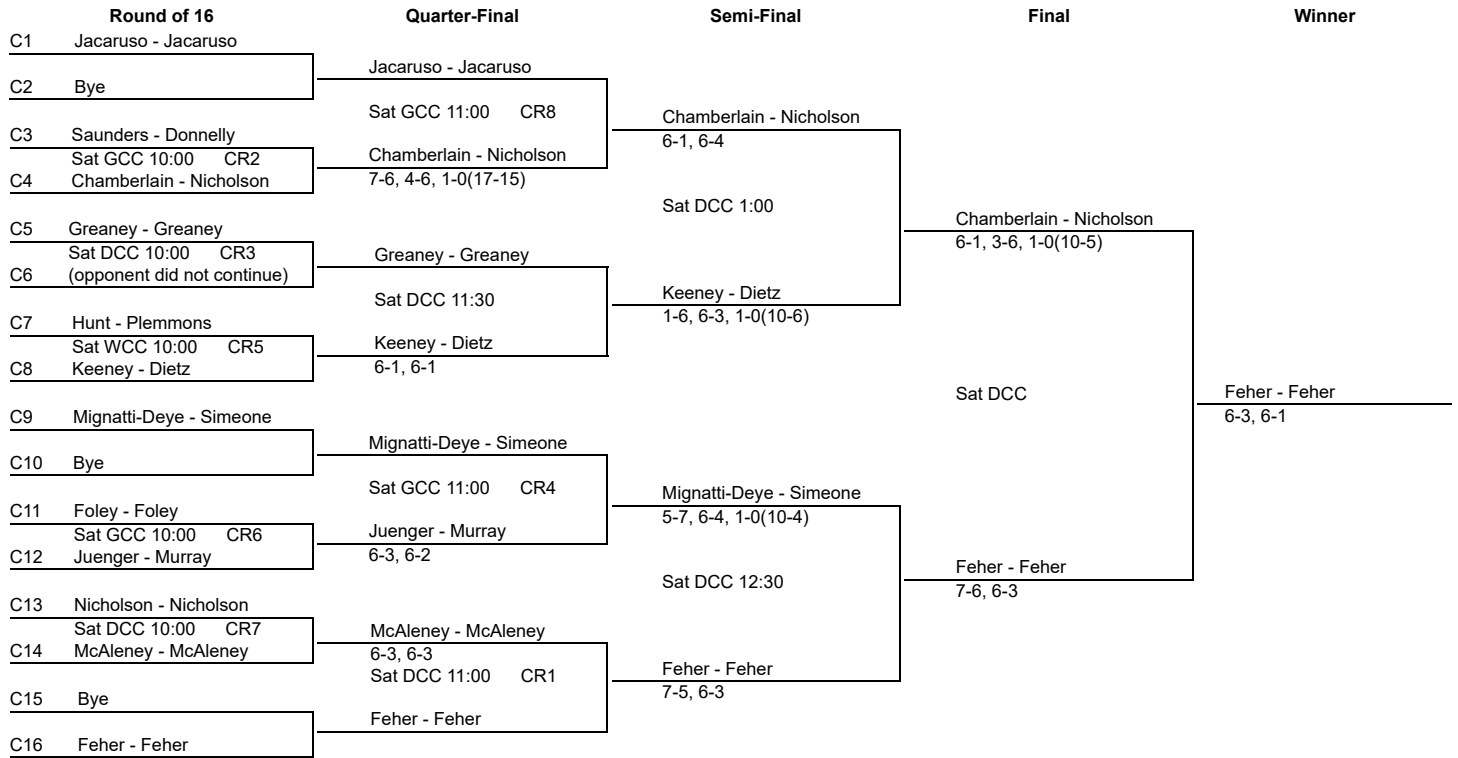 Round of 16 Quarter-Final Semi-Final Final Winner
C1 Jacaruso - Jacaruso
C2 Bye
C3 Saunders - Donnelly
Sat GCC 10:00 CR2
C4 Chamberlain - Nicholson
C5 Greaney - Greaney
Sat DCC 10:00 CR3
C6 (opponent did not continue)
C7 Hunt - Plemmons
Sat WCC 10:00 CR5
C8 Keeney - Dietz
C9 Mignatti-Deye - Simeone
C10 Bye
C11 Foley - Foley
Sat GCC 10:00 CR6
C12 Juenger - Murray
C13 Nicholson - Nicholson
Sat DCC 10:00 CR7
C14 McAleney - McAleney
C15 Bye
C16 Feher - Feher
Jacaruso - Jacaruso
Sat GCC 11:00 CR8
Chamberlain - Nicholson
7-6, 4-6, 1-0(17-15)
Greaney - Greaney
Sat DCC 11:30
Keeney - Dietz
6-1, 6-1
Mignatti-Deye - Simeone
Sat GCC 11:00 CR4
Juenger - Murray
6-3, 6-2
McAleney - McAleney
6-3, 6-3
Sat DCC 11:00 CR1
Feher - Feher
Chamberlain - Nicholson
6-1, 6-4
Sat DCC 1:00
Keeney - Dietz
1-6, 6-3, 1-0(10-6)
Mignatti-Deye - Simeone
5-7, 6-4, 1-0(10-4)
Sat DCC 12:30
Feher - Feher
7-5, 6-3
Chamberlain - Nicholson
6-1, 3-6, 1-0(10-5)
Sat DCC
Feher - Feher
7-6, 6-3
Feher - Feher
6-3, 6-1